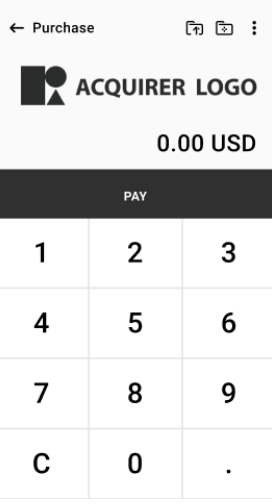 Purchase
ACQUIRER LOGO
0.00 USD
PAY
1 2 3
4 5 6
7 8 9
C 0 .